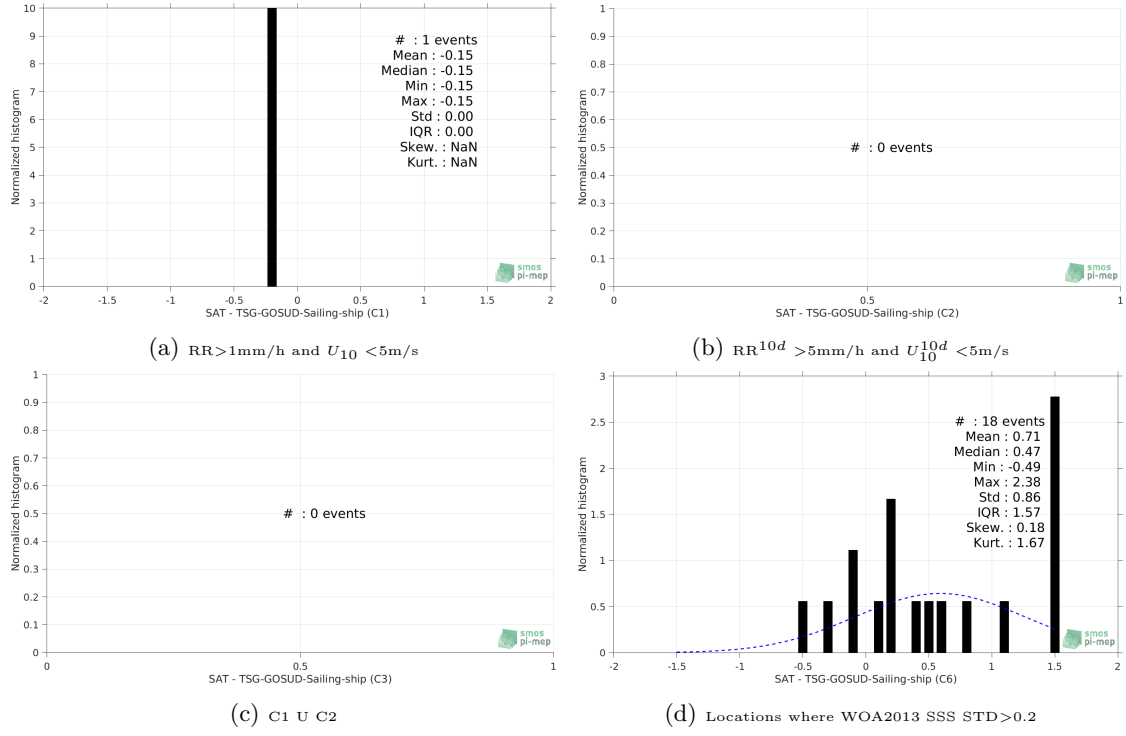 10
9
8
7
6
5
4
3
2
1
0
-2
-1.5
-1
-0.5
0
0.5
1
1.5
2
Normalized histogram
SAT - TSG-GOSUD-Sailing-ship (C1)
# : 1 events
Mean : -0.15
Median : -0.15
Min : -0.15
Max : -0.15
Std : 0.00
IQR : 0.00
Skew. : NaN
Kurt. : NaN
smos
pi-mep
(a) RR>1mm/h and U10 <5m/s
1
0.9
0.8
0.7
0.6
0.5
0.4
0.3
0.2
0.1
0
0
0.5
1
Normalized histogram
SAT - TSG-GOSUD-Sailing-ship (C2)
# : 0 events
smos
pi-mep
(b) RR10d >5mm/h and U10d10 <5m/s
1
0.9
0.8
0.7
0.6
0.5
0.4
0.3
0.2
0.1
0
0
0.5
1
Normalized histogram
SAT - TSG-GOSUD-Sailing-ship (C3)
# : 0 events
smos
pi-mep
(c) C1 U C2
3
2.5
2
1.5
1
0.5
0
-2
-1.5
-1
-0.5
0
0.5
1
1.5
2
Normalized histogram
SAT - TSG-GOSUD-Sailing-ship (C6)
# : 18 events
Mean : 0.71
Median : 0.47
Min : -0.49
Max : 2.38
Std : 0.86
IQR : 1.57
Skew. : 0.18
Kurt. : 1.67
smos
pi-mep
(d) Locations where WOA2013 SSS STD>0.2